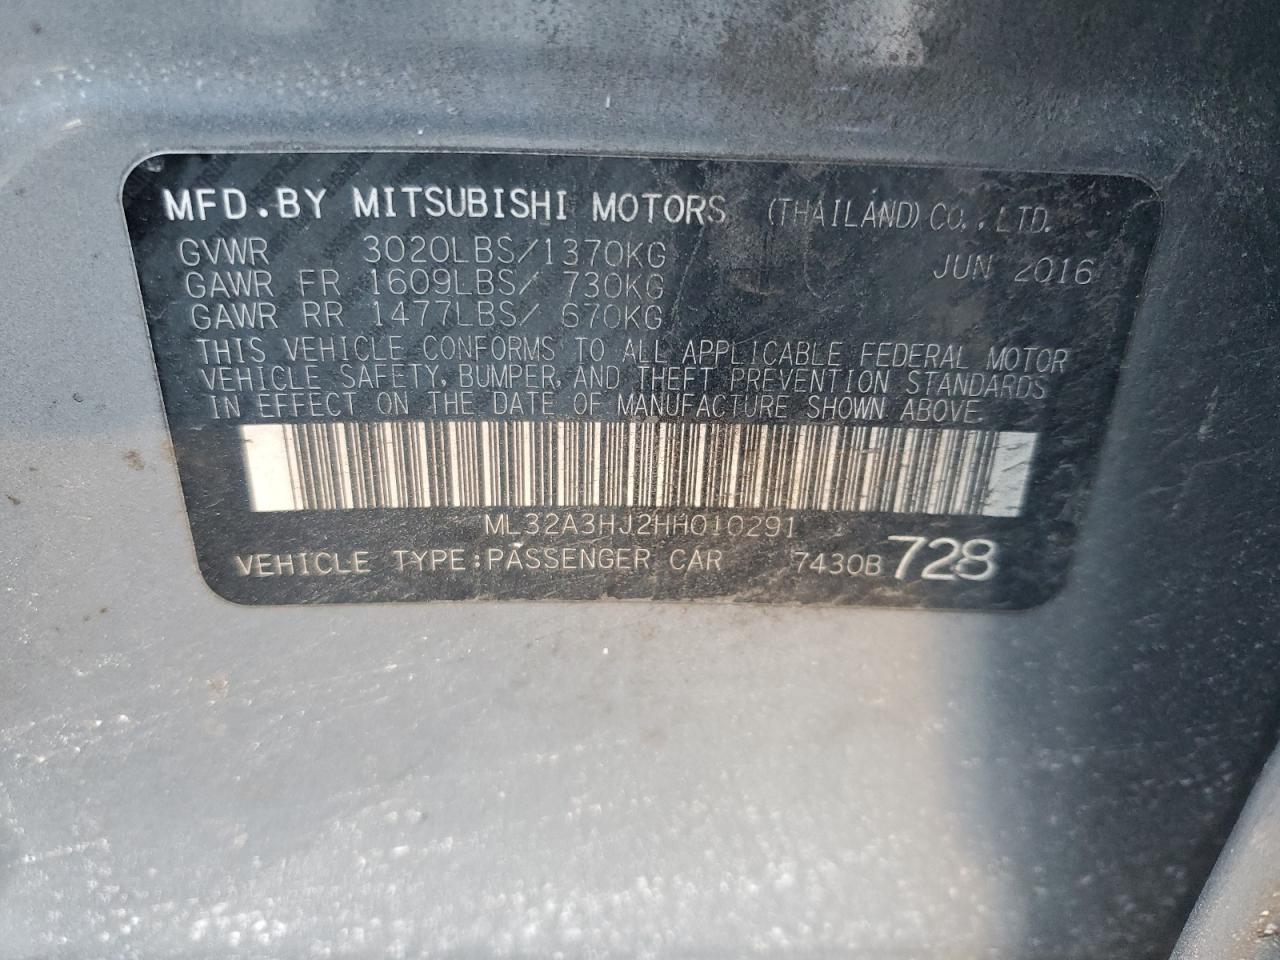 MFD.BY MITSUBISHI MOTORS (THAILAND) CO.,LTD.
GVWR 3020LBS/1370KG JUN 2016
GAWR FR 1609LBS/ 730KG
GAWR RR 1477LBS/ 670KG
THIS VEHICLE CONFORMS TO ALL APPLICABLE FEDERAL MOTOR
VEHICLE SAFETY, BUMPER, AND THEFT PREVENTION STANDARDS
IN EFFECT ON THE DATE OF MANUFACTURE SHOWN ABOVE
ML32A3HJ2HH010291
VEHICLE TYPE:PASSENGER CAR 7430B 728